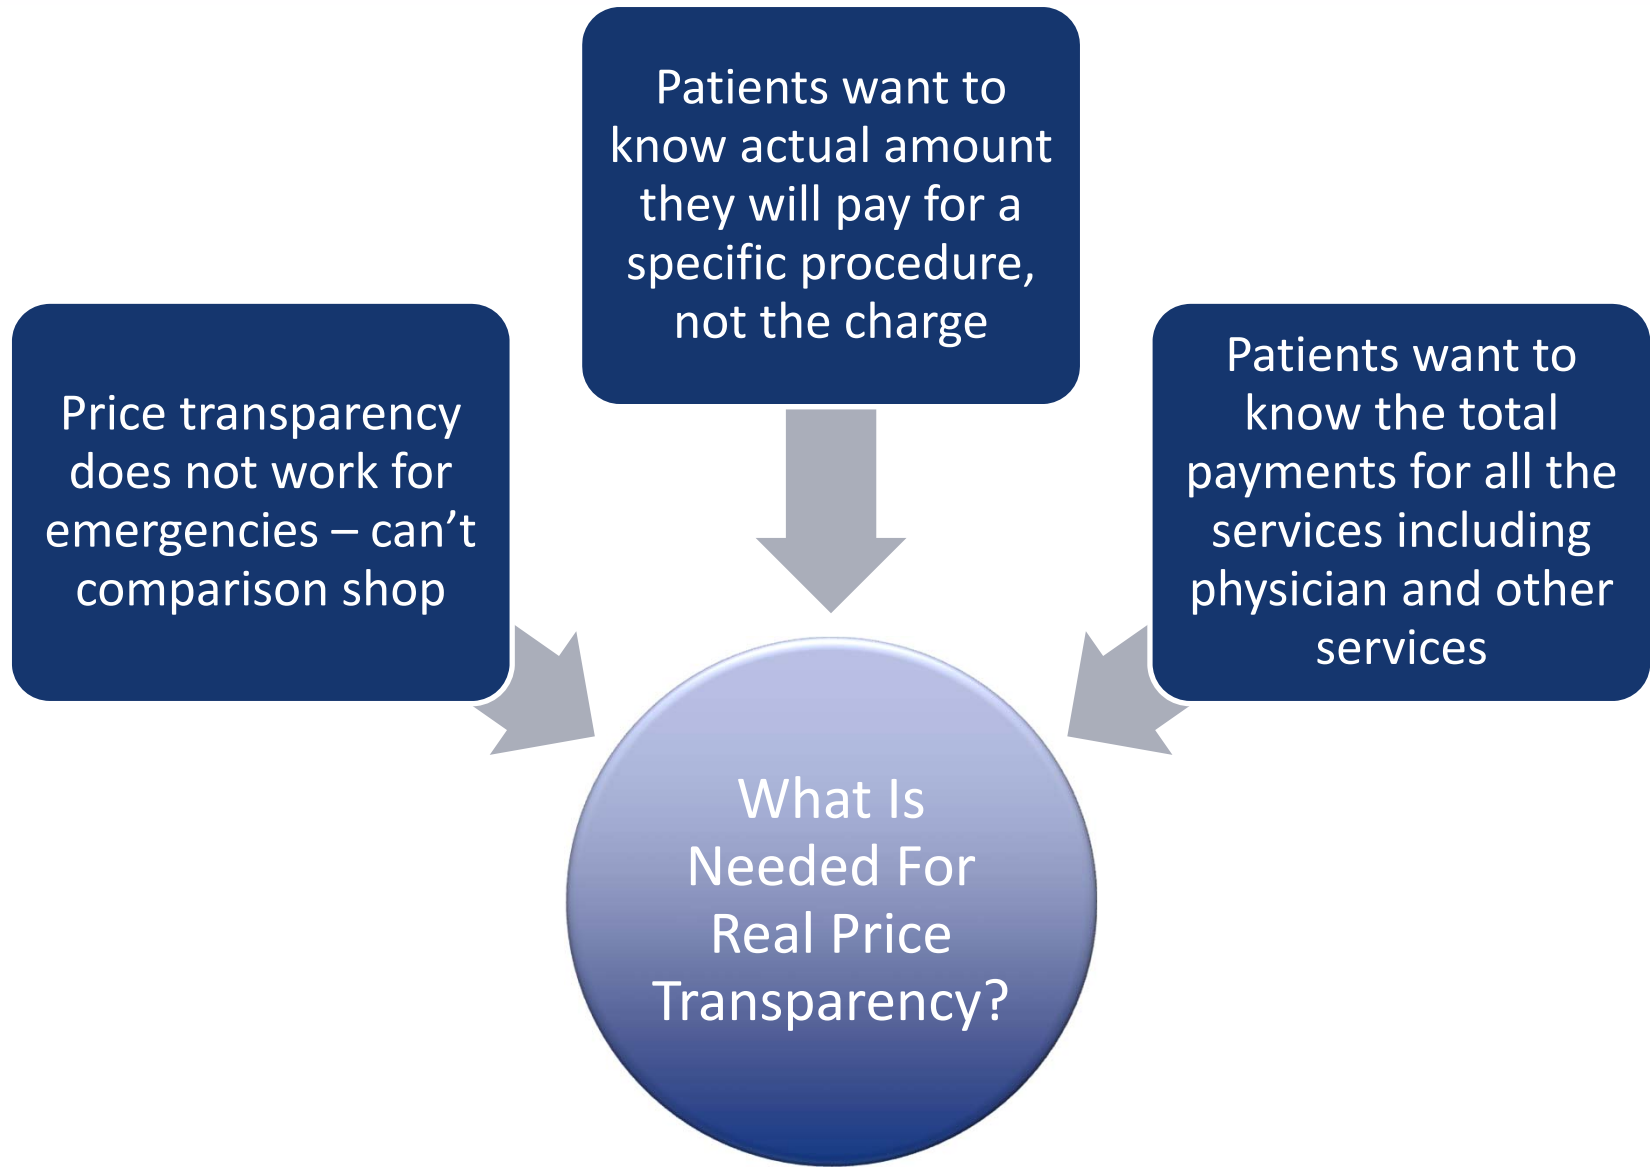 Patients want to
know actual amount
they will pay for a
specific procedure,
not the charge
Price transparency
does not work for
emergencies – can’t
comparison shop
Patients want to
know the total
payments for all the
services including
physician and other
services
What Is
Needed For
Real Price
Transparency?